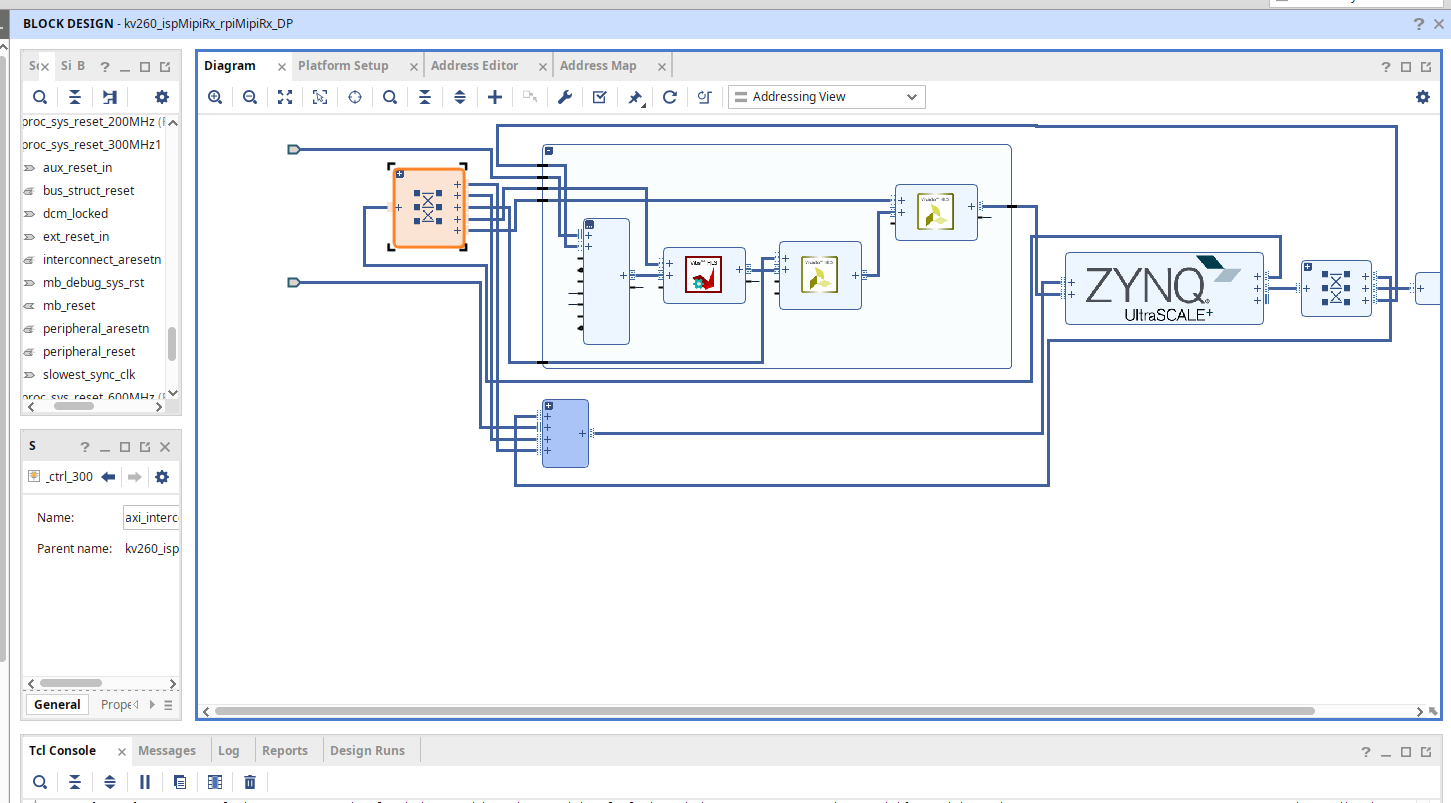 BLOCK DESIGN - kv260_ispMipiRx_rpiMipiRx_DP
Si B
Diagram
Platform Setup
Address Editor
Address Map
Addressing View
proc_sys_reset_200MHz
proc_sys_reset_300MHz1
aux_reset_in
bus_struct_reset
dcm_locked
ext_reset_in
interconnect_aresetn
mb_debug_sys_rst
mb_reset
peripheral_aresetn
peripheral_reset
slowest_sync_clk
proc_sys_reset_600MHz
ZYNQ
UltraSCALE+
S
_ctrl_300
Name: axi_interc
Parent name: kv260_isp
General
Prope
Tcl Console
Messages
Log
Reports
Design Runs